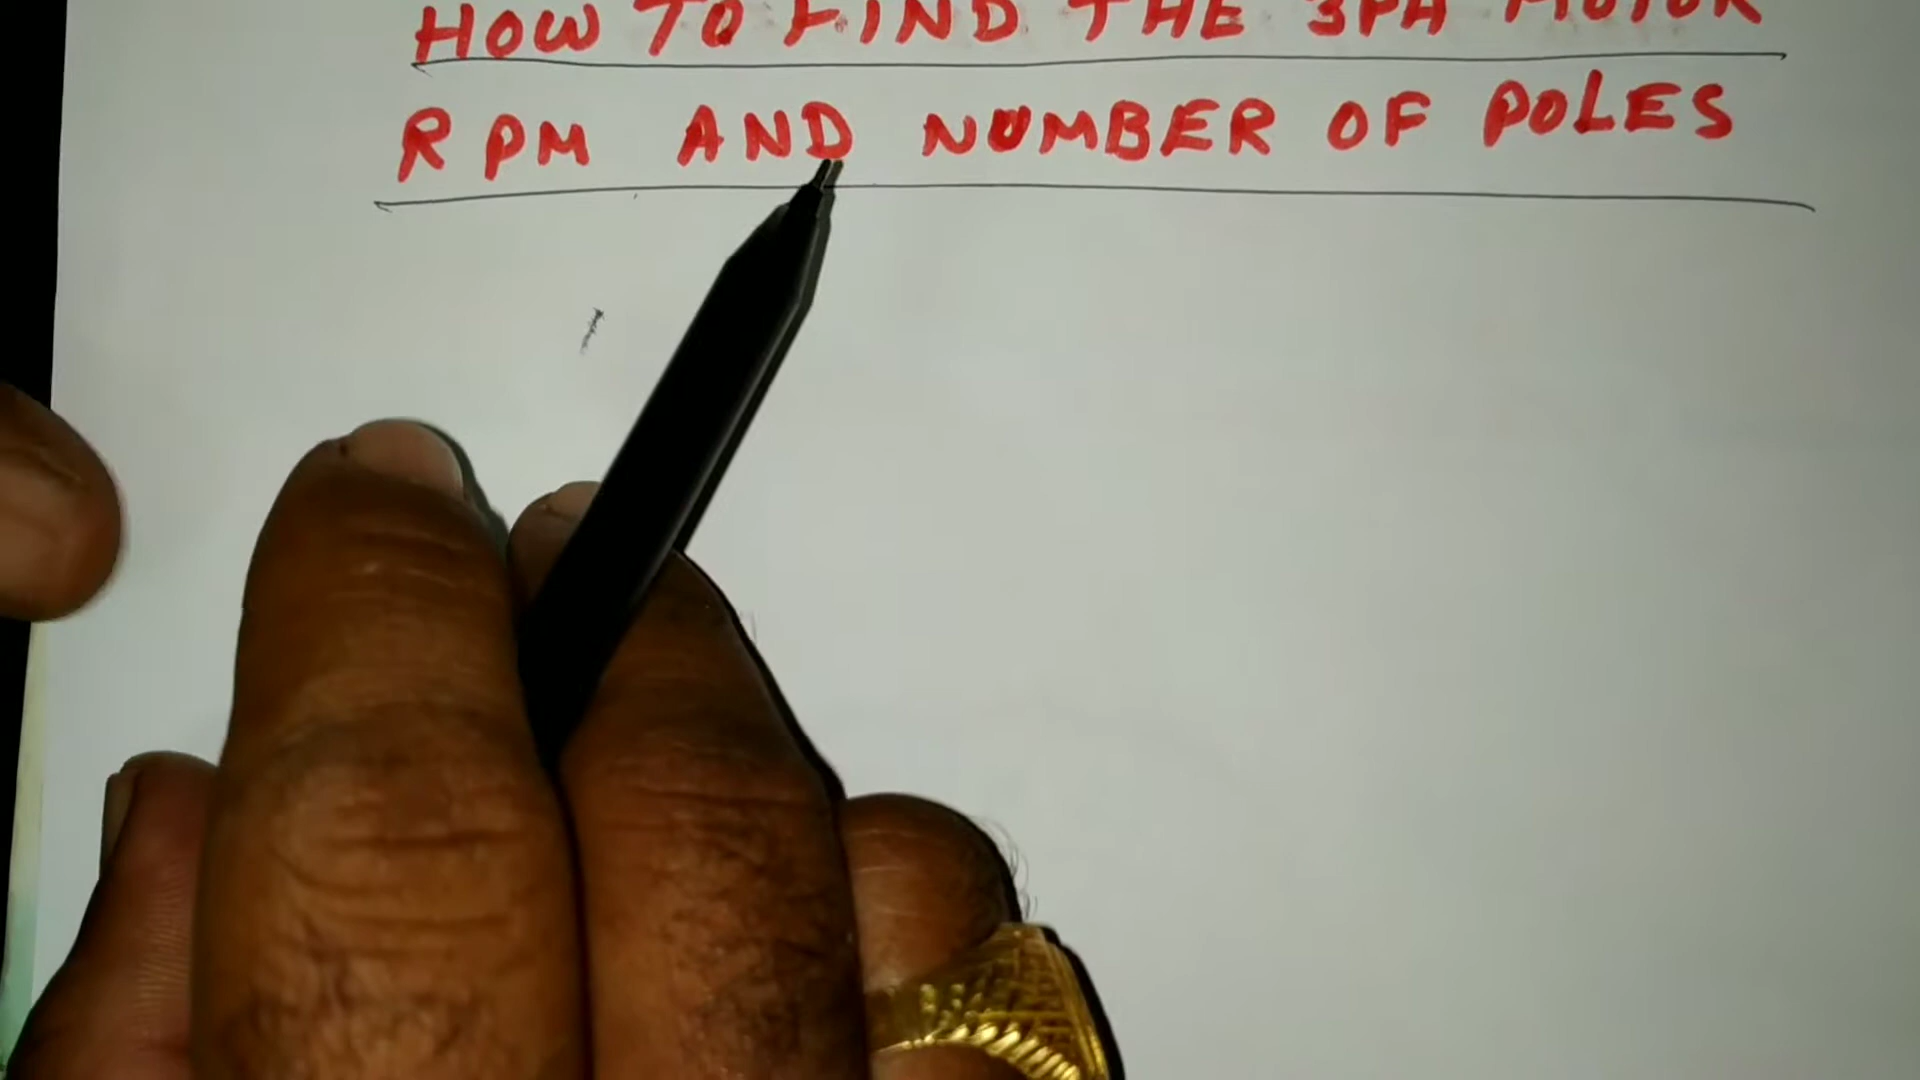 HOW TO FIND THE 3PH MOTOR
RPM AND NUMBER OF POLES